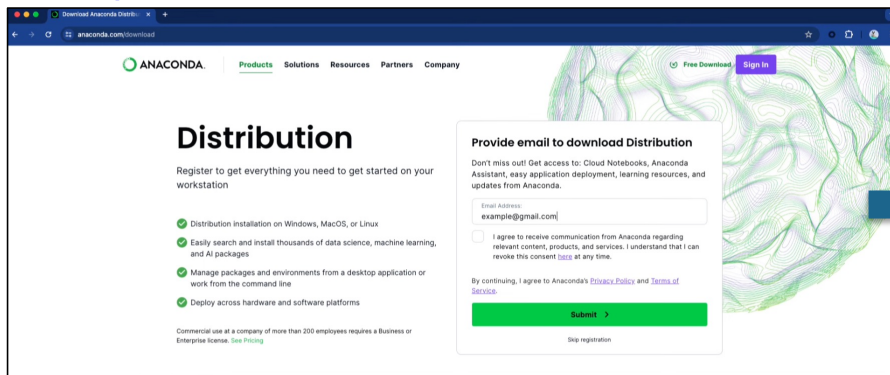 Download Anaconda Distribu
anaconda.com/download
ANACONDA.
Products Solutions Resources Partners Company
Free Download
Sign In
Distribution
Register to get everything you need to get started on your
workstation
Distribution installation on Windows, MacOS, or Linux
Easily search and install thousands of data science, machine learning,
and AI packages
Manage packages and environments from a desktop application or
work from the command line
Deploy across hardware and software platforms
Commercial use at a company of more than 200 employees requires a Business or
Enterprise license. See Pricing
Provide email to download Distribution
Don't miss out! Get access to: Cloud Notebooks, Anaconda
Assistant, easy application deployment, learning resources, and
updates from Anaconda.
Email Address:
example@gmail.com
I agree to receive communication from Anaconda regarding
relevant content, products, and services. I understand that I can
revoke this consent here at any time.
By continuing, I agree to Anaconda's Privacy Policy and Terms of
Service.
Submit >
Skip registration